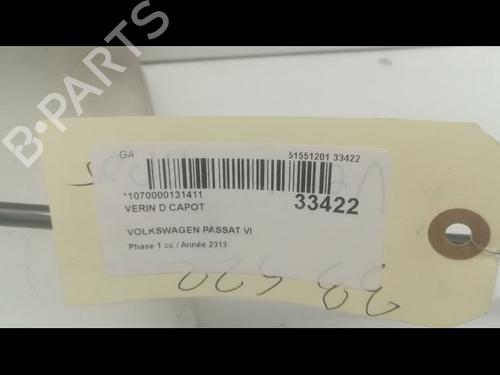 B-PARTS
GA 51551201 33422
*1070000131411
VERIN D CAPOT 33422
VOLKSWAGEN PASSAT VI
Phase 1 cc / Année 2013